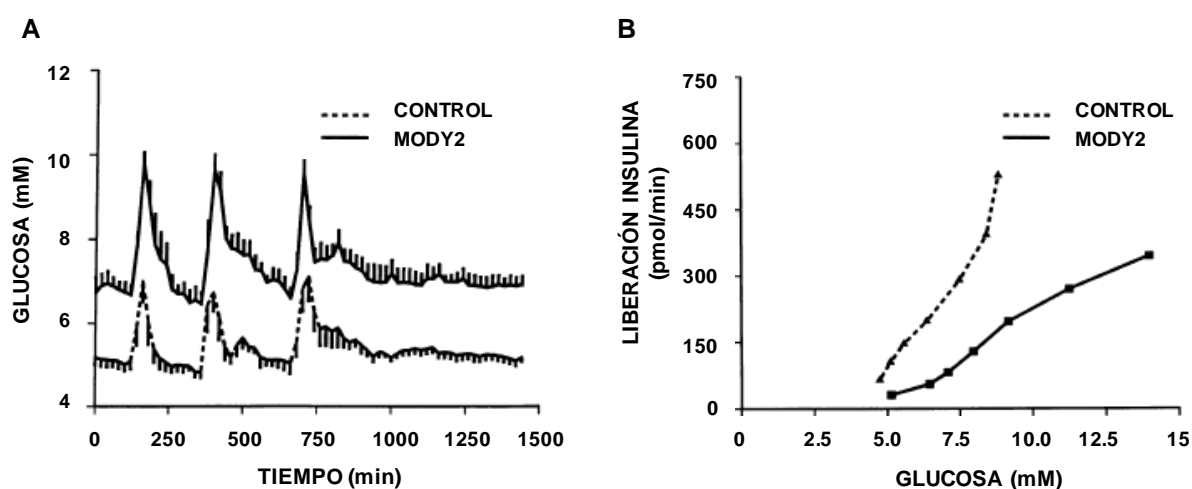 A
GLUCOSA (mM)
12
10
8
6
4
CONTROL
MODY2
0 250 500 750 1000 1250 1500
TIEMPO (min)
B
LIBERACIÓN INSULINA
(pmol/min)
750
600
450
300
150
0
CONTROL
MODY2
0 2.5 5.0 7.5 10.0 12.5 15
GLUCOSA (mM)